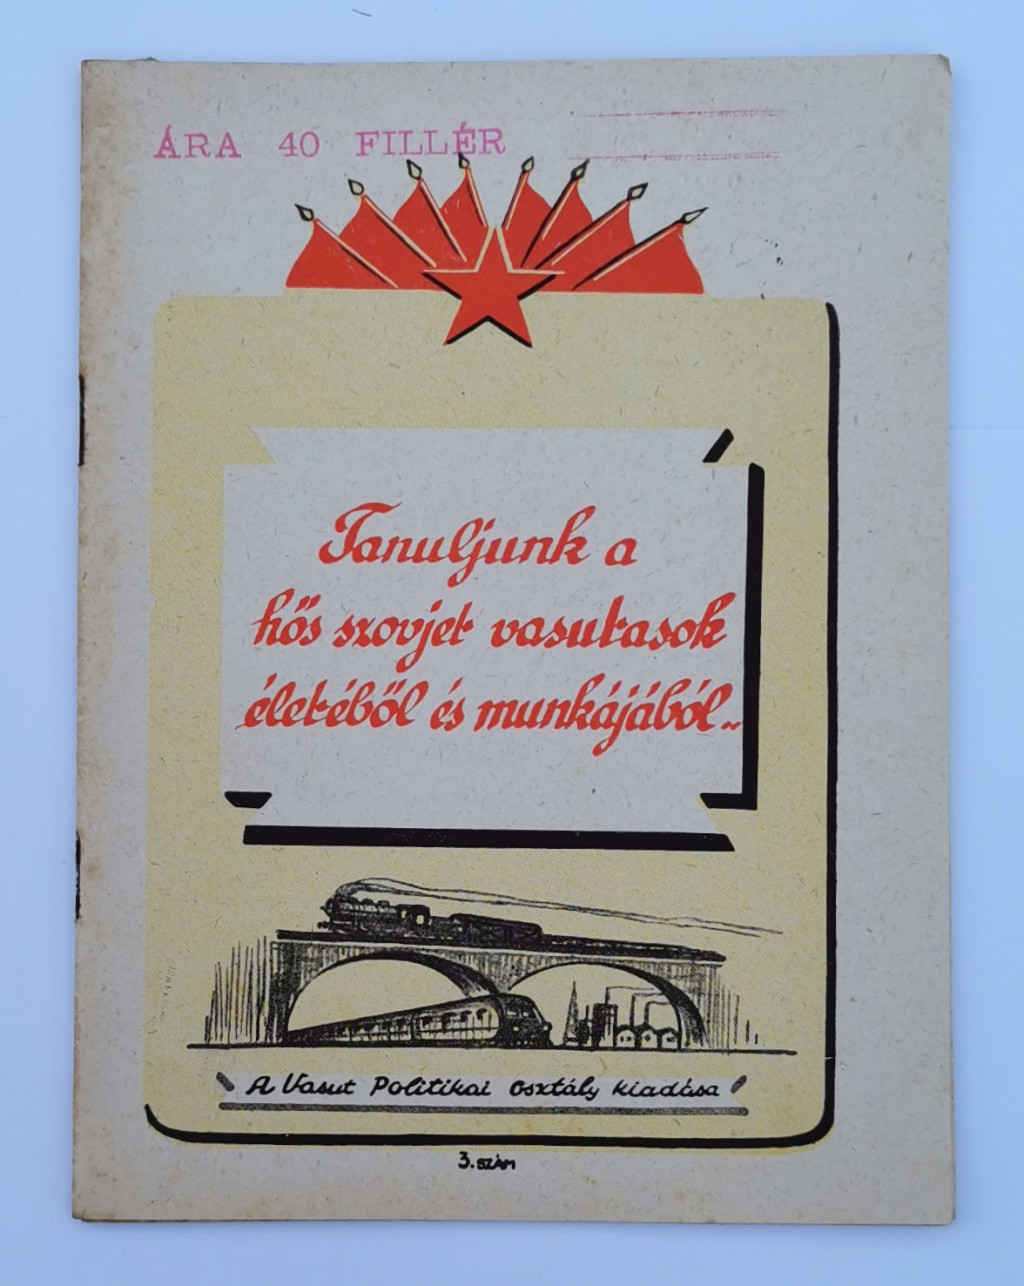 ÁRA 40 FILLÉR
Tanuljunk a
hős szovjet vasutasok
életéből és munkájából..
A Vasut Politikai osztály kiadása
3. SZÁM